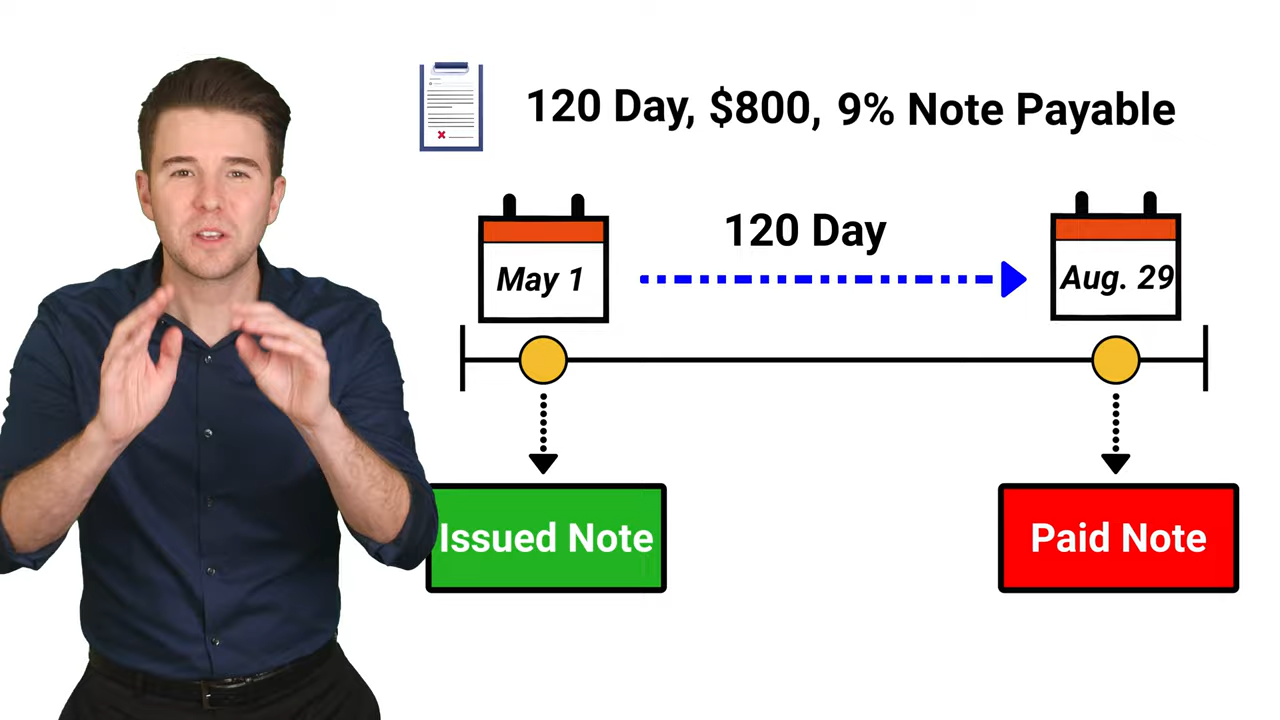 120 Day, $800, 9% Note Payable
120 Day
May 1
Aug. 29
Issued Note
Paid Note